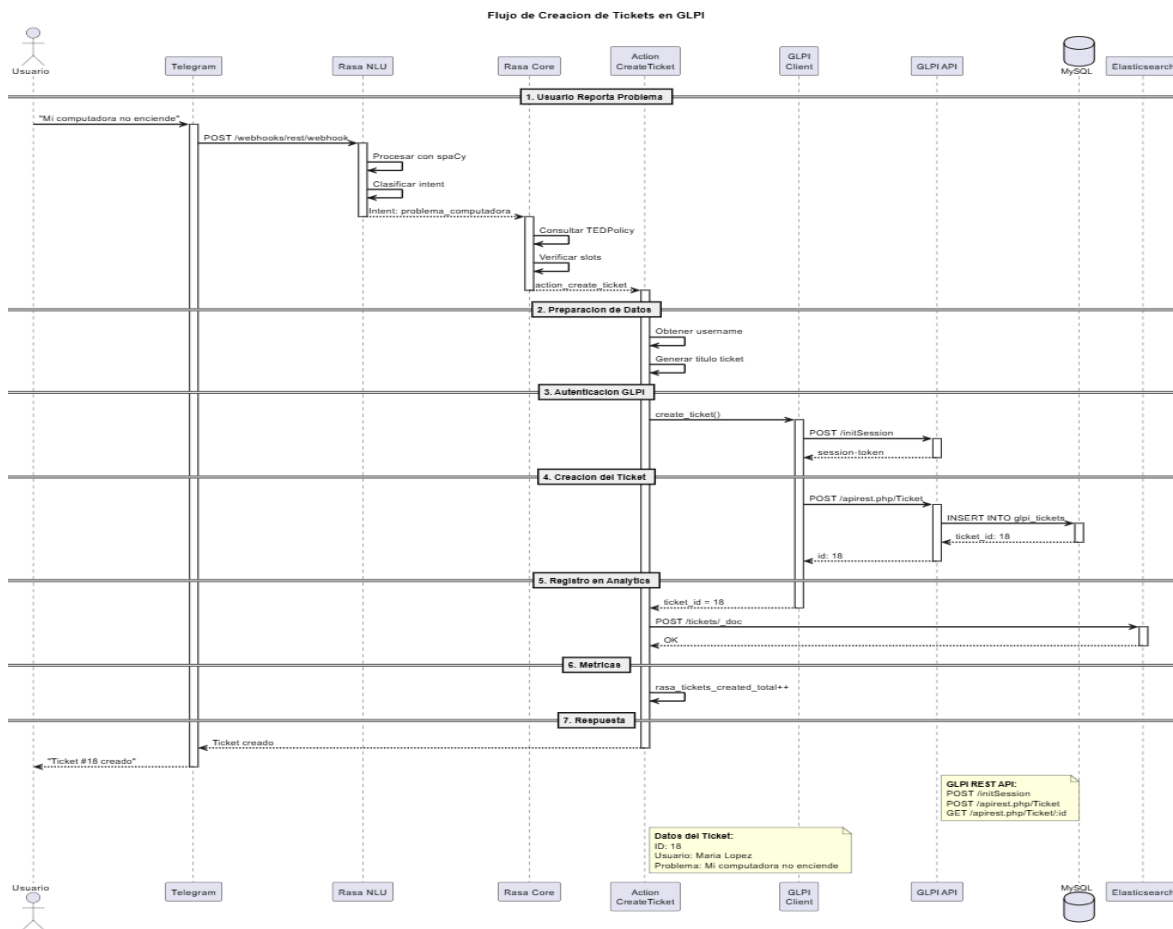 Flujo de Creacion de Tickets en GLPI
Usuario
Telegram
Rasa NLU
Rasa Core
Action
CreateTicket
GLPI
Client
GLPI API
MySQL
Elasticsearch
1. Usuario Reporta Problema
"Mi computadora no enciende"
POST /webhooks/rest/webhook
Procesar con spaCy
Clasificar intent
Intent: problema_computadora
Consultar TEDPolicy
Verificar slots
action_create_ticket
2. Preparacion de Datos
Obtener username
Generar titulo ticket
3. Autenticacion GLPI
create_ticket()
POST /initSession
session-token
4. Creacion del Ticket
POST /apirest.php/Ticket
INSERT INTO glpi_tickets
ticket_id: 18
id: 18
5. Registro en Analytics
ticket_id = 18
POST /tickets/_doc
OK
6. Metricas
rasa_tickets_created_total++
7. Respuesta
Ticket creado
"Ticket #18 creado"
GLPI REST API:
POST /initSession
POST /apirest.php/Ticket
GET /apirest.php/Ticket/:id
Datos del Ticket:
ID: 18
Usuario: Maria Lopez
Problema: Mi computadora no enciende
Usuario
Telegram
Rasa NLU
Rasa Core
Action
CreateTicket
GLPI
Client
GLPI API
MySQL
Elasticsearch